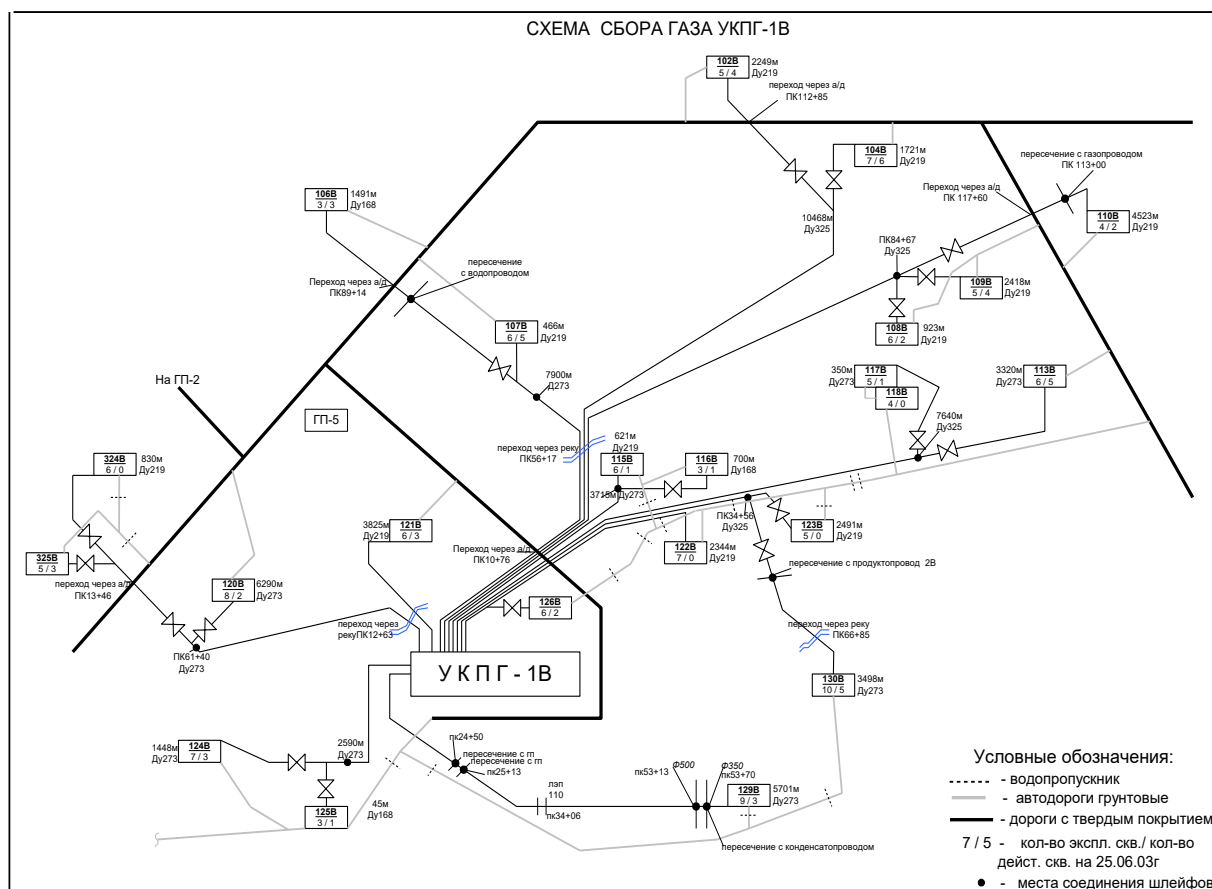 СХЕМА СБОРА ГАЗА УКПГ-1В
102В
5 / 4
2249м
Ду219
переход через а/д
ПК112+85
104В
7 / 6
1721м
Ду219
пересечение с газопроводом
ПК 113+00
106В
3 / 3
1491м
Ду168
Переход через а/д
ПК 117+60
10468м
Ду325
110В
4 / 2
4523м
Ду219
ПК84+67
Ду325
пересечение
с водопроводом
Переход через а/д
ПК89+14
109В
5 / 4
2418м
Ду219
107В
6 / 5
466м
Ду219
108В
6 / 2
923м
Ду219
На ГП-2
7900м
Д273
350м
Ду273
117В
5 / 1
118В
4 / 0
3320м
Ду273
113В
6 / 5
ГП-5
7640м
Ду325
переход через реку
ПК56+17
621м
Ду219
115В
6 / 1
116В
3 / 1
700м
Ду168
324В
6 / 0
830м
Ду219
3718м Ду273
ПК34+56
Ду325
3825м
Ду219
121В
6 / 3
123В
5 / 0
2491м
Ду219
Переход через а/д
ПК10+76
122В
7 / 0
2344м
Ду219
325В
5 / 3
переход через а/д
ПК13+46
120В
8 / 2
6290м
Ду273
пересечение с продуктопровод 2В
126В
6 / 2
переход через
рекуПК12+63
переход через реку
ПК66+85
ПК61+40
Ду273
У К П Г - 1В
130В
10 / 5
3498м
Ду273
1448м
Ду273
124В
7 / 3
2590м
Ду273
пк24+50
пересечение с гп
пересечение с гп
пк25+13
лэп
110
пк34+06
пк53+13
Ф500
Ф350
пк53+70
129В
9 / 3
5701м
Ду273
125В
3 / 1
45м
Ду168
пересечение с конденсатопроводом
Условные обозначения:
- водопропускник
- автодороги грунтовые
- дороги с твердым покрытием
7 / 5 - кол-во экспл. скв./ кол-во
дейст. скв. на 25.06.03г
- места соединения шлейфов